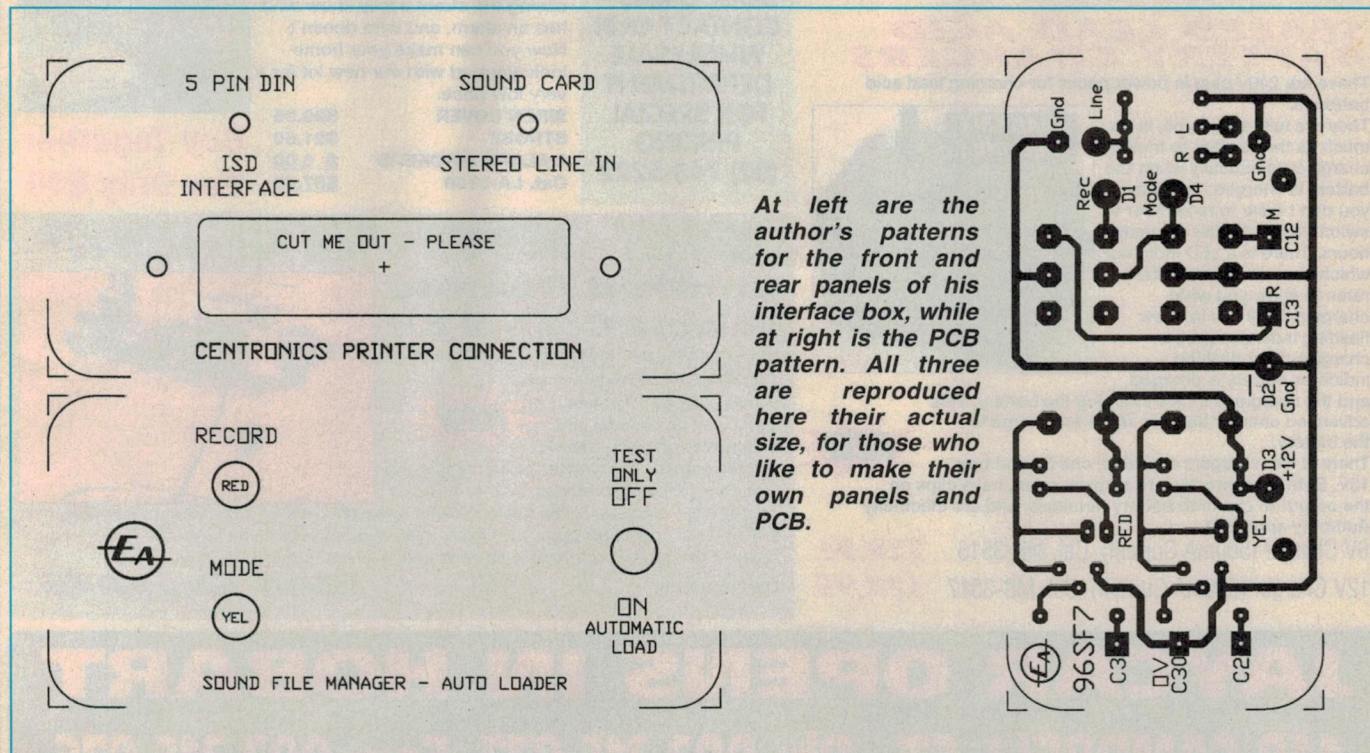 5 PIN DIN
SOUND CARD
ISD
INTERFACE
STEREO LINE IN
CUT ME OUT - PLEASE
+
CENTRONICS PRINTER CONNECTION
RECORD
RED
EA
MODE
YEL
TEST
ONLY
OFF
ON
AUTOMATIC
LOAD
SOUND FILE MANAGER - AUTO LOADER
At left are the
author's patterns
for the front and
rear panels of his
interface box, while
at right is the PCB
pattern. All three
are reproduced
here their actual
size, for those who
like to make their
own panels and
PCB.
Gnd
Line
R L
Gnd
Rec
D1
Mode
D4
M
C12
R
C13
D2
Gnd
D3
+12V
RED
YEL
EA
96SF7
C3
0V
C30
C2